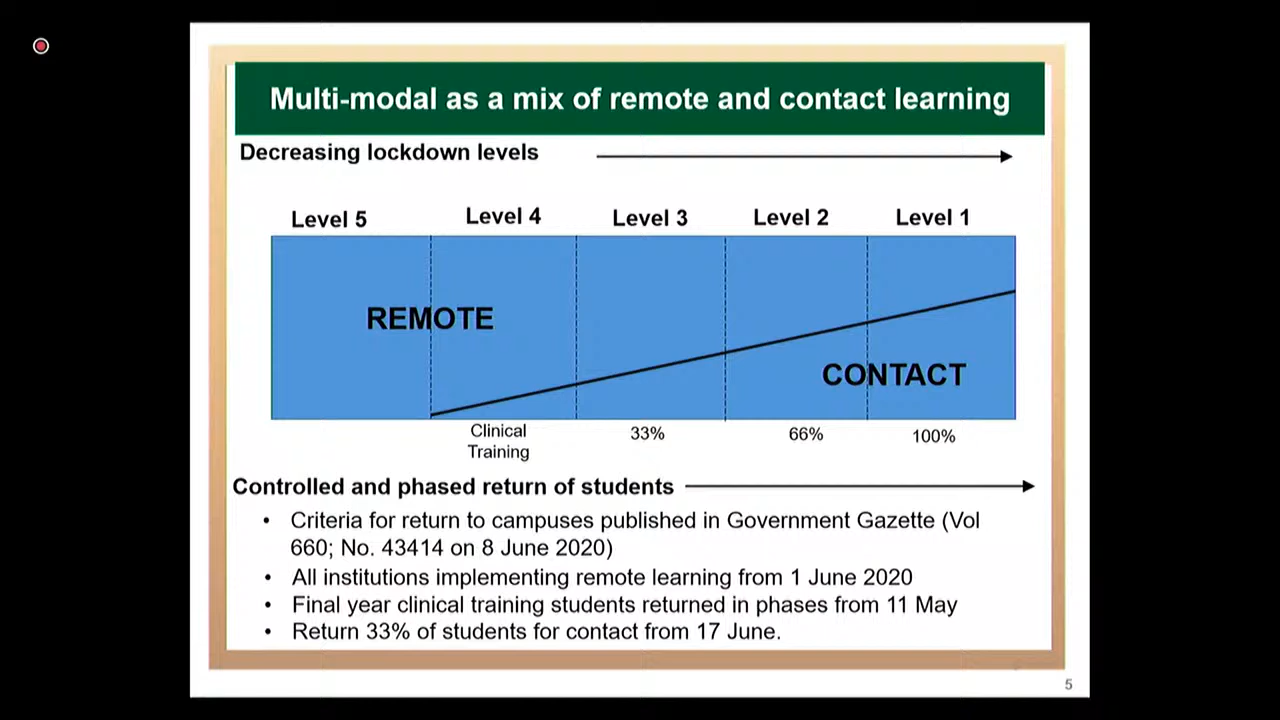 Multi-modal as a mix of remote and contact learning
Decreasing lockdown levels
Level 5 Level 4 Level 3 Level 2 Level 1
REMOTE
CONTACT
Clinical
Training
33% 66% 100%
Controlled and phased return of students
• Criteria for return to campuses published in Government Gazette (Vol
660; No. 43414 on 8 June 2020)
• All institutions implementing remote learning from 1 June 2020
• Final year clinical training students returned in phases from 11 May
• Return 33% of students for contact from 17 June.
5